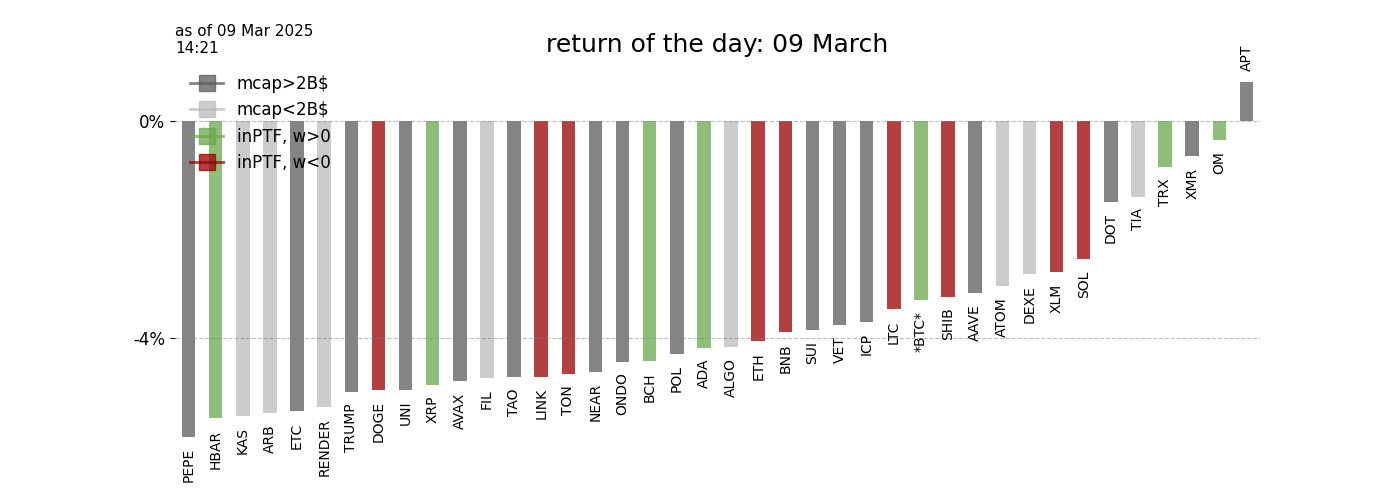 as of 09 Mar 2025
14:21
return of the day: 09 March
mcap>2B$
mcap<2B$
inPTF, w>0
inPTF, w<0
0%
-4%
PEPE
HBAR
KAS
ARB
ETC
RENDER
TRUMP
DOGE
UNI
XRP
AVAX
FIL
TAO
LINK
TON
NEAR
ONDO
BCH
POL
ADA
ALGO
ETH
BNB
SUI
VET
ICP
LTC
*BTC*
SHIB
AAVE
ATOM
DEXE
XLM
SOL
DOT
TIA
TRX
XMR
OM
APT